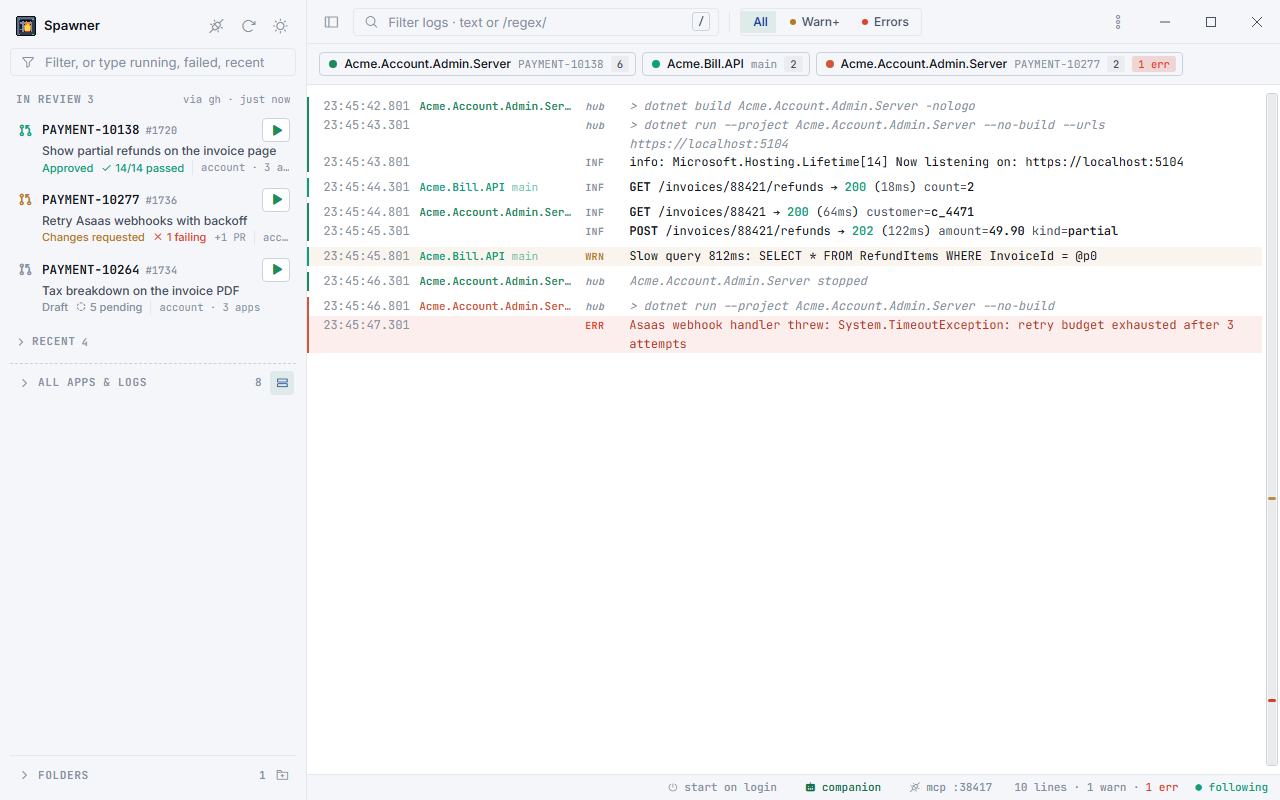 Spawner
Filter, or type running, failed, recent
IN REVIEW 3 via gh · just now
PAYMENT-10138 #1720
Show partial refunds on the invoice page
Approved ✓ 14/14 passed account · 3 a…
PAYMENT-10277 #1736
Retry Asaas webhooks with backoff
Changes requested ✕ 1 failing +1 PR acc…
PAYMENT-10264 #1734
Tax breakdown on the invoice PDF
Draft 5 pending account · 3 apps
RECENT 4
ALL APPS & LOGS 8
FOLDERS 1
Filter logs · text or /regex/ /
All Warn+ Errors
Acme.Account.Admin.Server PAYMENT-10138 6 Acme.Bill.API main 2 Acme.Account.Admin.Server PAYMENT-10277 2 1 err
23:45:42.801 Acme.Account.Admin.Ser… hub > dotnet build Acme.Account.Admin.Server -nologo
23:45:43.301 hub > dotnet run --project Acme.Account.Admin.Server --no-build --urls
https://localhost:5104
23:45:43.801 INF info: Microsoft.Hosting.Lifetime[14] Now listening on: https://localhost:5104
23:45:44.301 Acme.Bill.API main INF GET /invoices/88421/refunds → 200 (18ms) count=2
23:45:44.801 Acme.Account.Admin.Ser… INF GET /invoices/88421 → 200 (64ms) customer=c_4471
23:45:45.301 INF POST /invoices/88421/refunds → 202 (122ms) amount=49.90 kind=partial
23:45:45.801 Acme.Bill.API main WRN Slow query 812ms: SELECT * FROM RefundItems WHERE InvoiceId = @p0
23:45:46.301 Acme.Account.Admin.Ser… hub Acme.Account.Admin.Server stopped
23:45:46.801 Acme.Account.Admin.Ser… hub > dotnet run --project Acme.Account.Admin.Server --no-build
23:45:47.301 ERR Asaas webhook handler threw: System.TimeoutException: retry budget exhausted after 3
attempts
start on login companion mcp :38417 10 lines · 1 warn · 1 err following